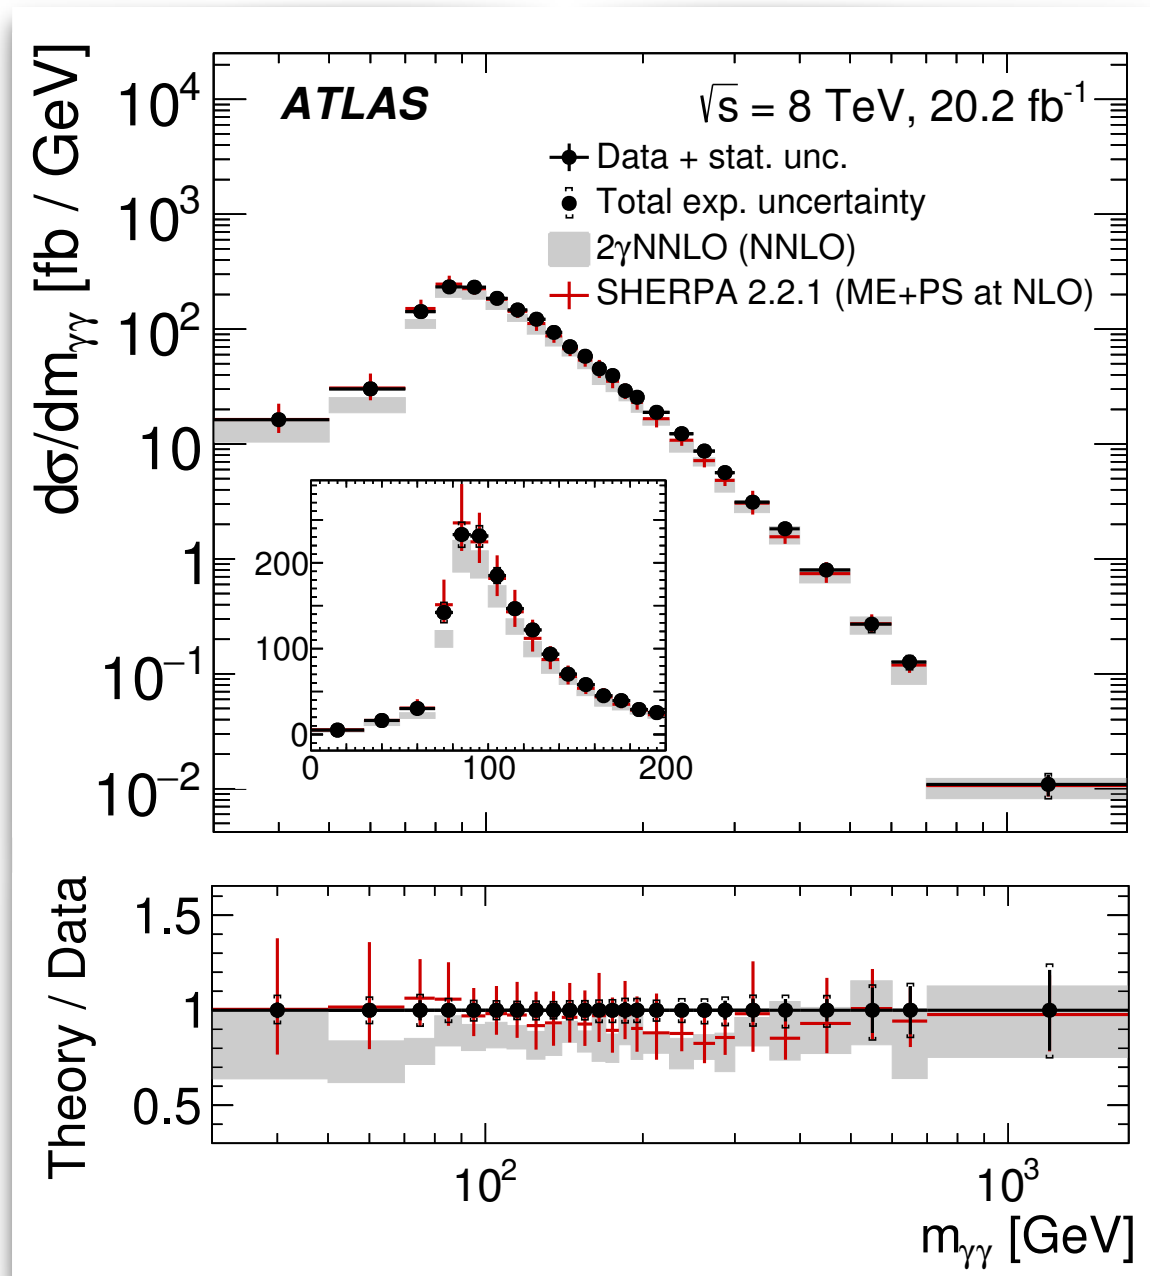 dσ/dm_γγ [fb / GeV]
ATLAS
√s = 8 TeV, 20.2 fb⁻¹
Data + stat. unc.
Total exp. uncertainty
2γNNLO (NNLO)
SHERPA 2.2.1 (ME+PS at NLO)
10⁴
10³
10²
10
1
10⁻¹
10⁻²
200
100
0
0 100 200
Theory / Data
1.5
1
0.5
10² 10³
m_γγ [GeV]